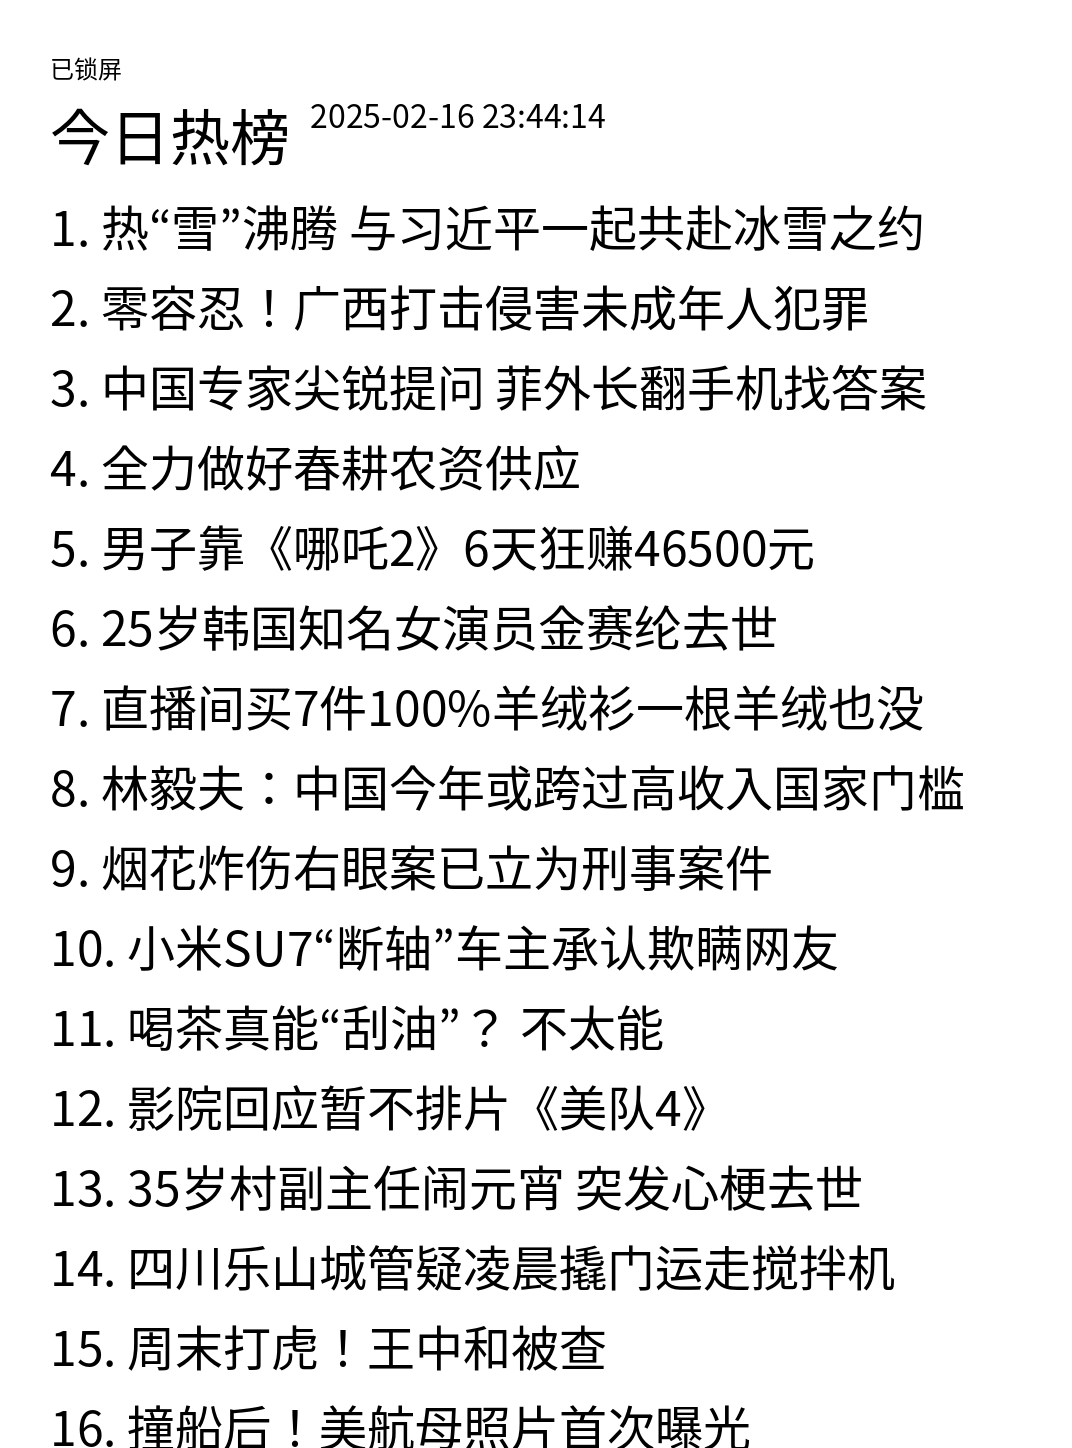 已锁屏
今日热榜 2025-02-16 23:44:14
1. 热“雪”沸腾 与习近平一起共赴冰雪之约
2. 零容忍！广西打击侵害未成年人犯罪
3. 中国专家尖锐提问 菲外长翻手机找答案
4. 全力做好春耕农资供应
5. 男子靠《哪吒2》6天狂赚46500元
6. 25岁韩国知名女演员金赛纶去世
7. 直播间买7件100%羊绒衫一根羊绒也没
8. 林毅夫：中国今年或跨过高收入国家门槛
9. 烟花炸伤右眼案已立为刑事案件
10. 小米SU7“断轴”车主承认欺瞒网友
11. 喝茶真能“刮油”？ 不太能
12. 影院回应暂不排片《美队4》
13. 35岁村副主任闹元宵 突发心梗去世
14. 四川乐山城管疑凌晨撬门运走搅拌机
15. 周末打虎！王中和被查
16. 撞船后！美航母照片首次曝光